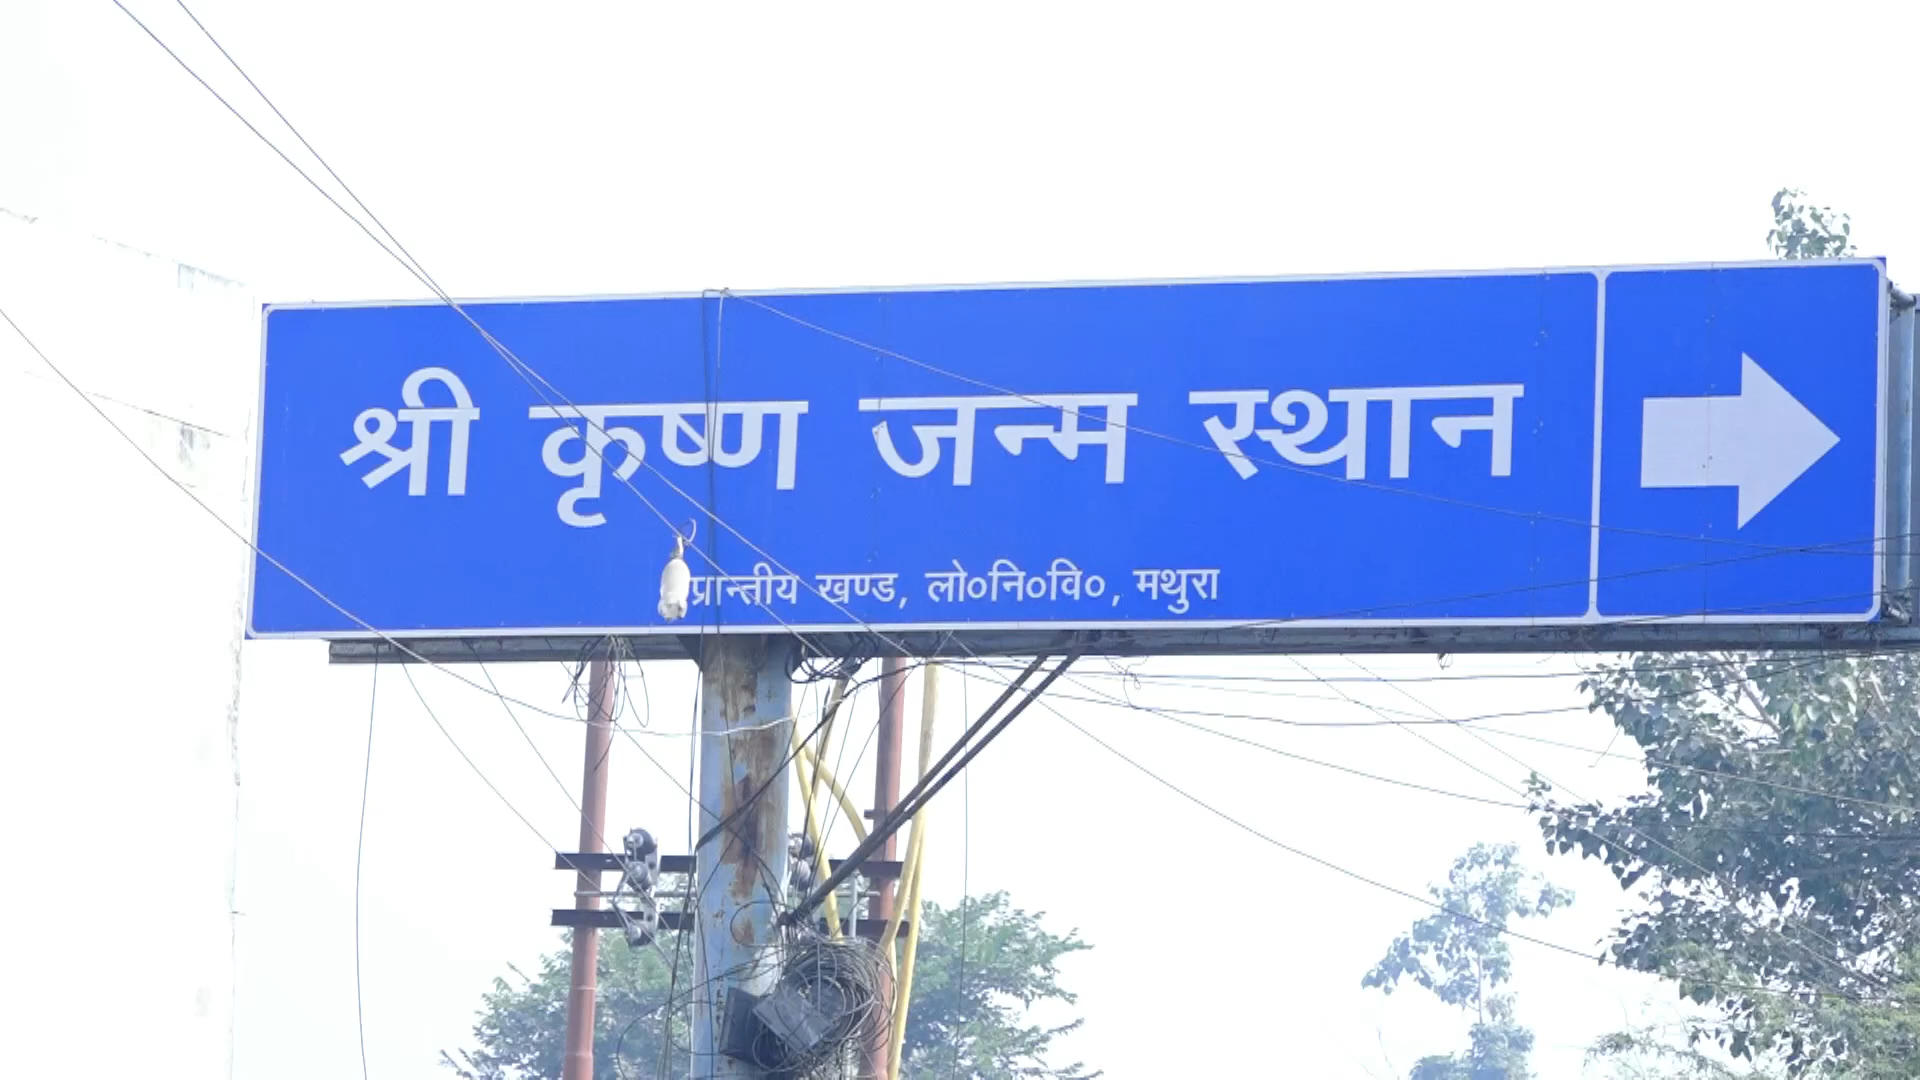 श्री कृष्ण जन्म स्थान
प्रान्तीय खण्ड, लो०नि०वि०, मथुरा